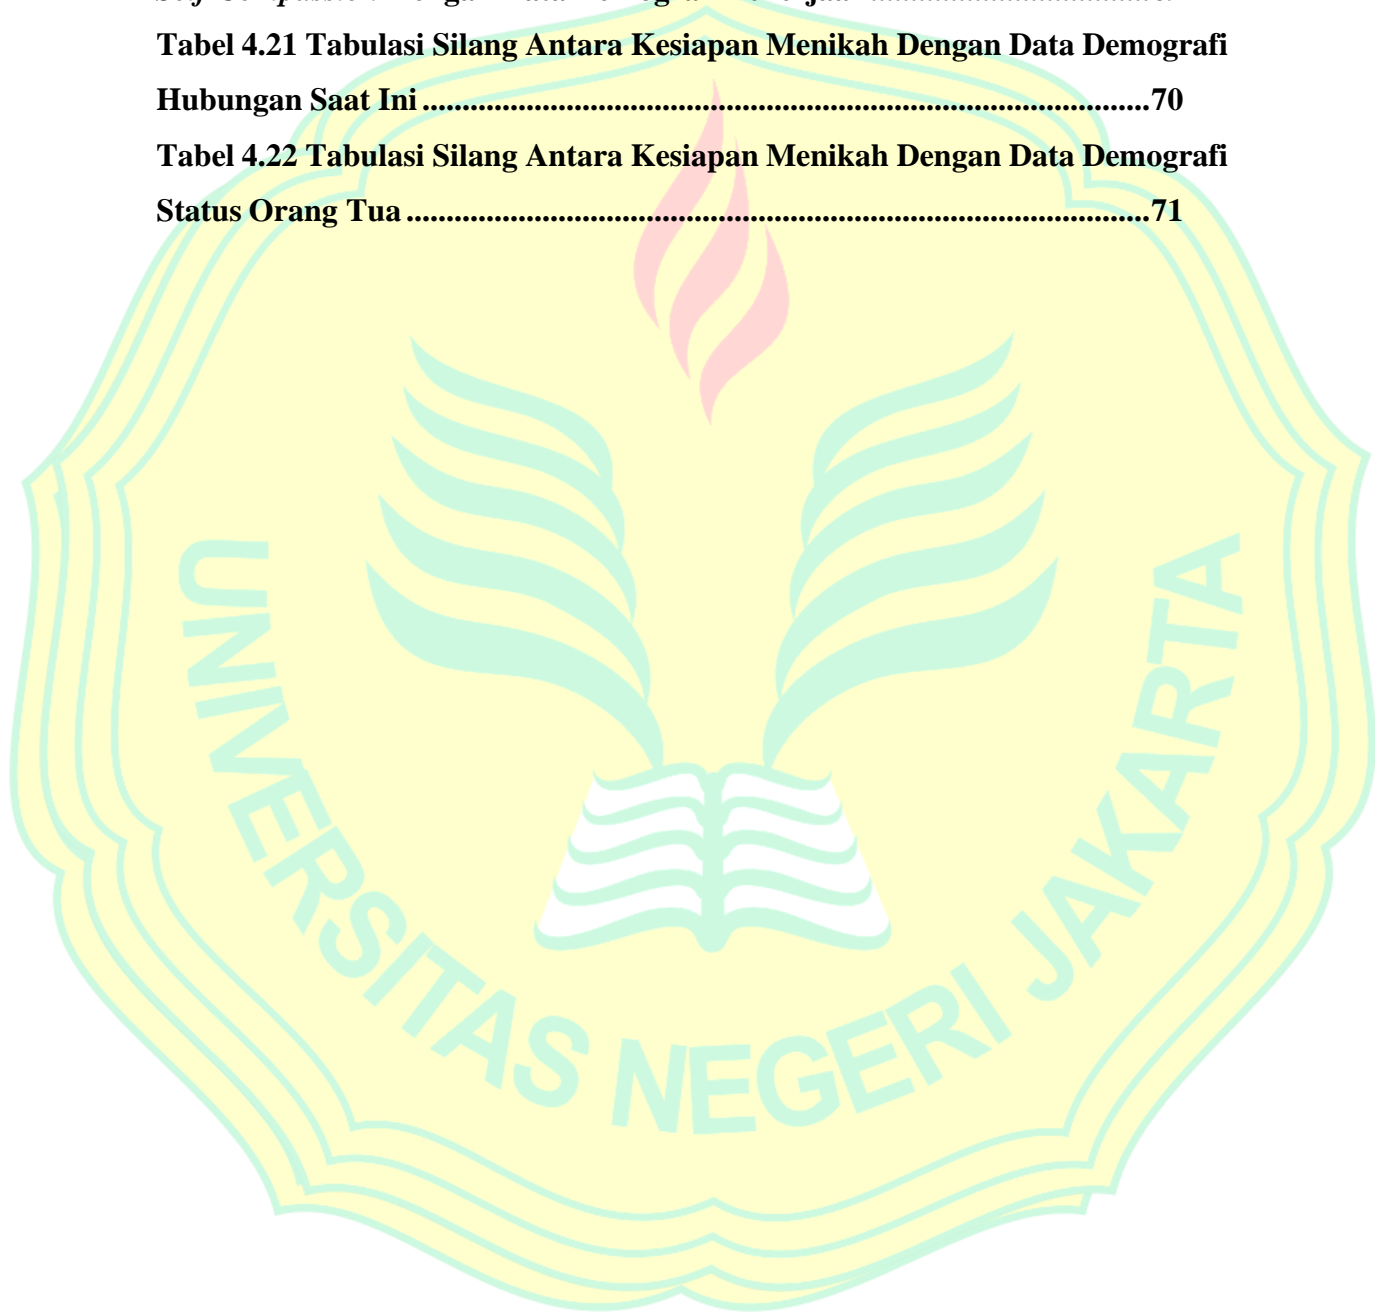 Tabel 4.21 Tabulasi Silang Antara Kesiapan Menikah Dengan Data Demografi
Hubungan Saat Ini ............................................................................................70
Tabel 4.22 Tabulasi Silang Antara Kesiapan Menikah Dengan Data Demografi
Status Orang Tua ..............................................................................................71
UNIVERSITAS NEGERI JAKARTA